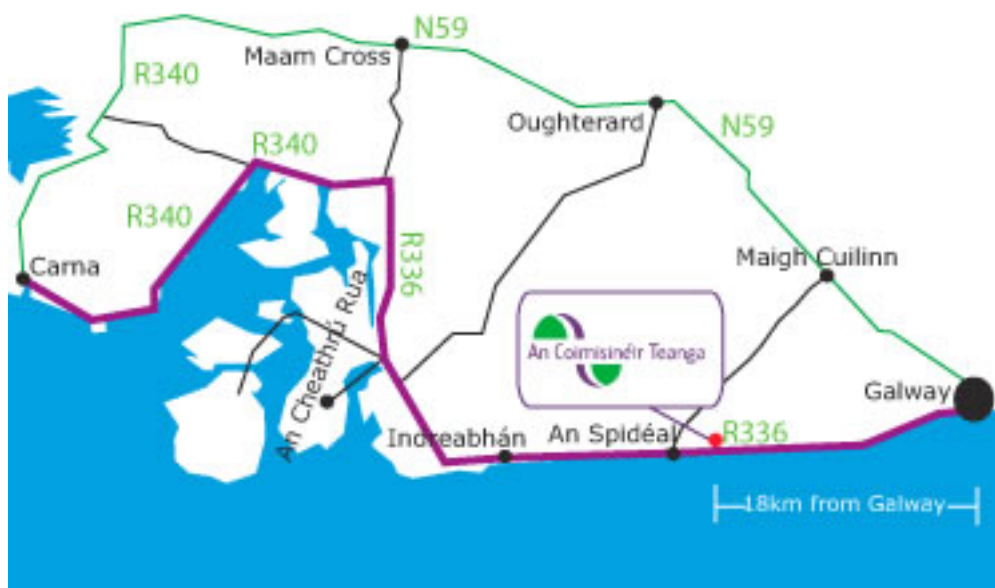 N59
Maam Cross
R340
Oughterard
N59
R340
R340
R336
Maigh Cuilinn
Carna
An Cheathrú Rua
An Coimisinéir Teanga
Galway
Indreabhán
An Spidéal
R336
18km from Galway